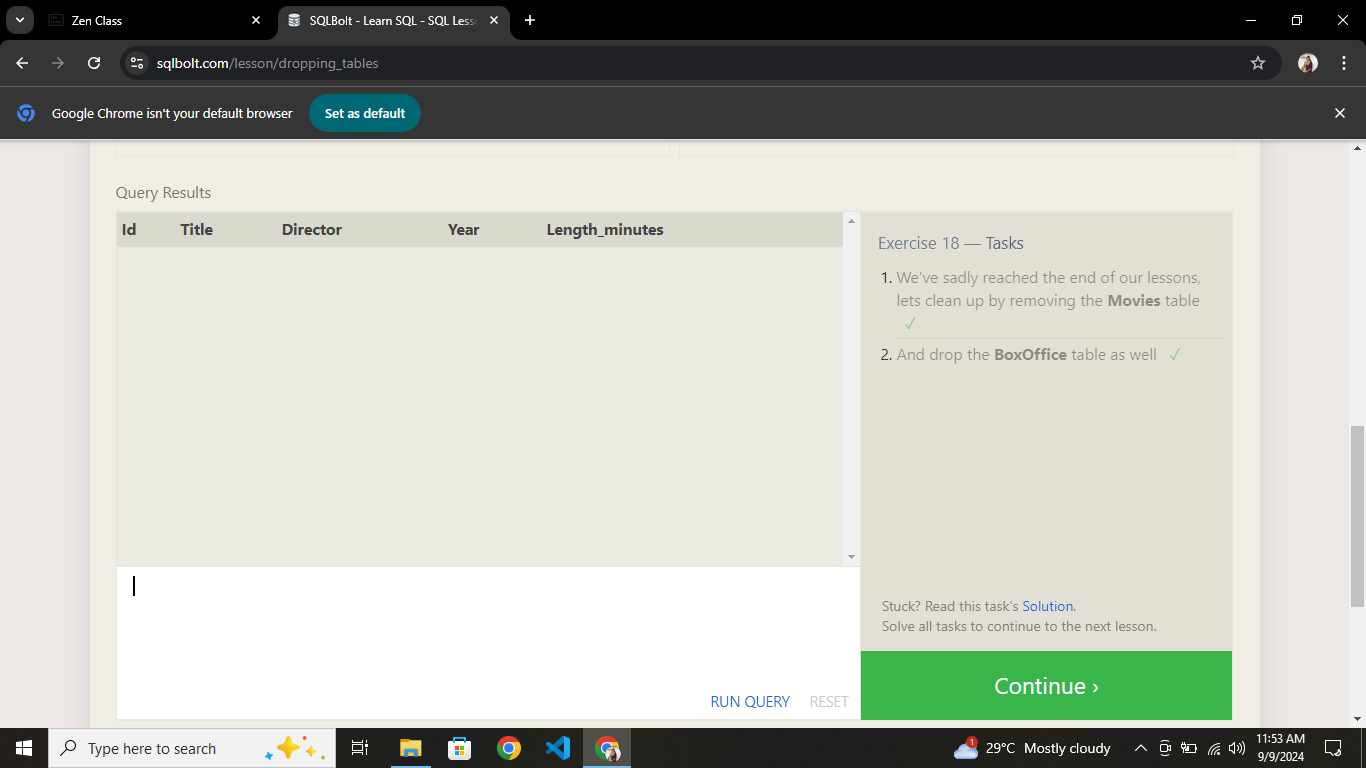 Zen Class
SQLBolt - Learn SQL - SQL Less
sqlbolt.com/lesson/dropping_tables
Google Chrome isn't your default browser
Set as default
Query Results
Id Title Director Year Length_minutes
Exercise 18 — Tasks
1. We've sadly reached the end of our lessons,
lets clean up by removing the Movies table
✓
2. And drop the BoxOffice table as well ✓
Stuck? Read this task's Solution.
Solve all tasks to continue to the next lesson.
RUN QUERY RESET
Continue ›
Type here to search
1
29°C Mostly cloudy
11:53 AM
9/9/2024